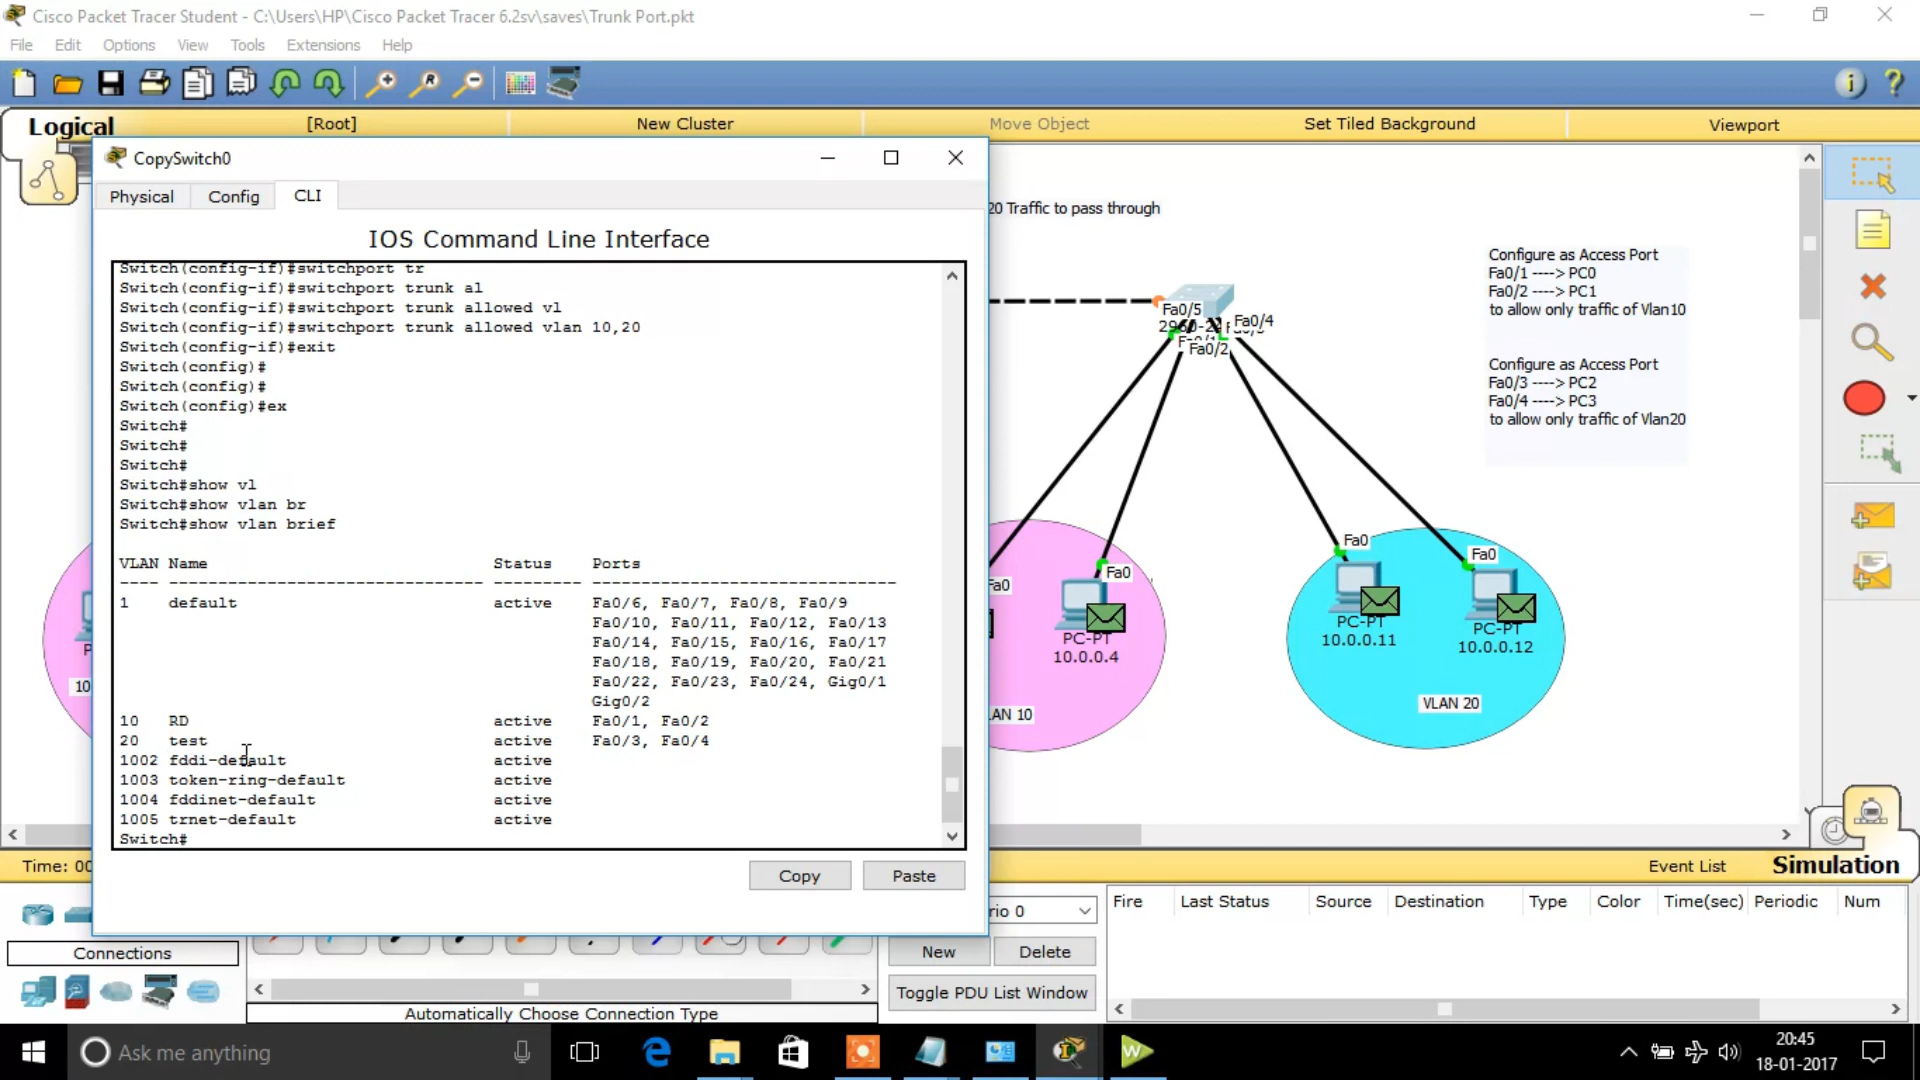 Cisco Packet Tracer Student - C:\Users\HP\Cisco Packet Tracer 6.2sv\saves\Trunk Port.pkt
File Edit Options View Tools Extensions Help
Logical [Root] New Cluster Move Object Set Tiled Background Viewport
CopySwitch0
Physical Config CLI
IOS Command Line Interface
Switch(config-if)#switchport tr
Switch(config-if)#switchport trunk al
Switch(config-if)#switchport trunk allowed vl
Switch(config-if)#switchport trunk allowed vlan 10,20
Switch(config-if)#exit
Switch(config)#
Switch(config)#
Switch(config)#ex
Switch#
Switch#
Switch#
Switch#show vl
Switch#show vlan br
Switch#show vlan brief
VLAN Name Status Ports
---- -------------------------------- --------- -------------------------------
1 default active Fa0/6, Fa0/7, Fa0/8, Fa0/9
Fa0/10, Fa0/11, Fa0/12, Fa0/13
Fa0/14, Fa0/15, Fa0/16, Fa0/17
Fa0/18, Fa0/19, Fa0/20, Fa0/21
Fa0/22, Fa0/23, Fa0/24, Gig0/1
Gig0/2
10 RD active Fa0/1, Fa0/2
20 test active Fa0/3, Fa0/4
1002 fddi-default active
1003 token-ring-default active
1004 fddinet-default active
1005 trnet-default active
Switch#
Copy Paste
20 Traffic to pass through
Fa0/5
Fa0/4
Fa0/2
Configure as Access Port
Fa0/1 ----> PC0
Fa0/2 ----> PC1
to allow only traffic of Vlan10
Configure as Access Port
Fa0/3 ----> PC2
Fa0/4 ----> PC3
to allow only traffic of Vlan20
Fa0
Fa0
PC-PT
10.0.0.4
Fa0
PC-PT
10.0.0.11
Fa0
PC-PT
10.0.0.12
AN 10
VLAN 20
10
Time: 00
Event List Simulation
rio 0
New Delete
Toggle PDU List Window
Fire Last Status Source Destination Type Color Time(sec) Periodic Num
Connections
Automatically Choose Connection Type
Ask me anything
20:45
18-01-2017